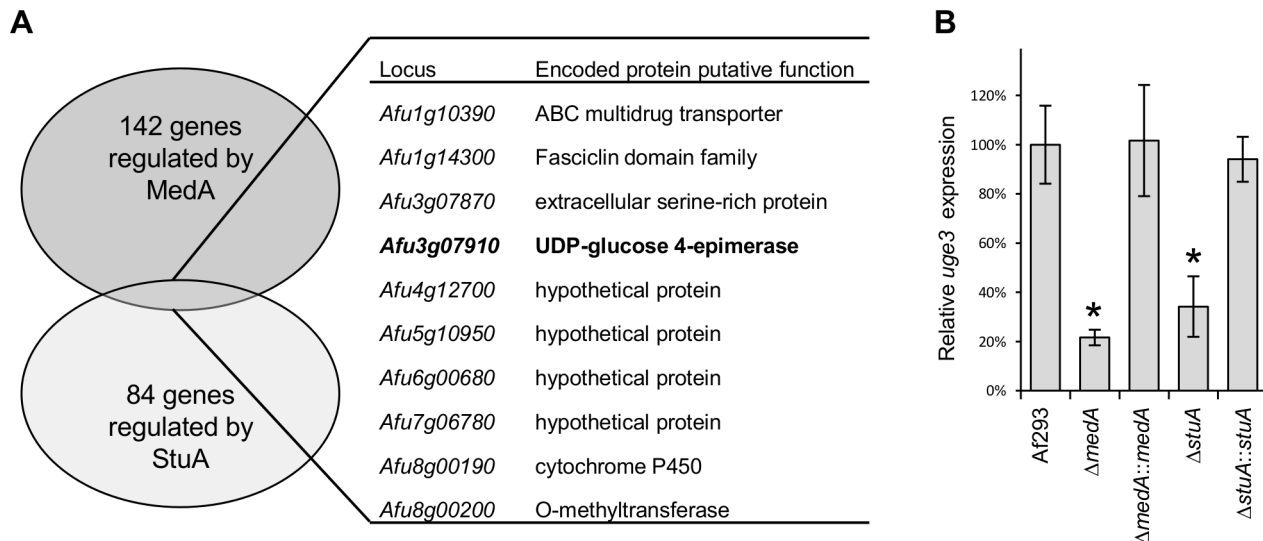 A
142 genes
regulated by
MedA
84 genes
regulated by
StuA
Locus Encoded protein putative function
Afu1g10390 ABC multidrug transporter
Afu1g14300 Fasciclin domain family
Afu3g07870 extracellular serine-rich protein
Afu3g07910 UDP-glucose 4-epimerase
Afu4g12700 hypothetical protein
Afu5g10950 hypothetical protein
Afu6g00680 hypothetical protein
Afu7g06780 hypothetical protein
Afu8g00190 cytochrome P450
Afu8g00200 O-methyltransferase
B
Relative uge3 expression
120%
100%
80%
60%
40%
20%
0%
*
*
Af293
ΔmedA
ΔmedA::medA
ΔstuA
ΔstuA::stuA